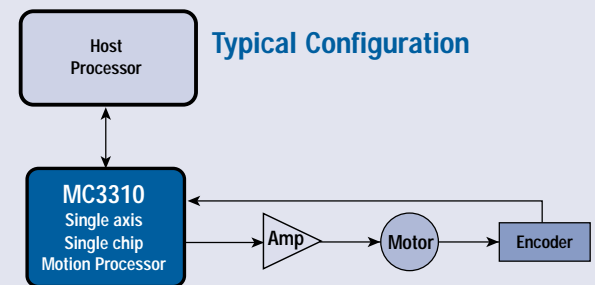 Host
Processor
Typical Configuration
MC3310
Single axis
Single chip
Motion Processor
Amp
Motor
Encoder